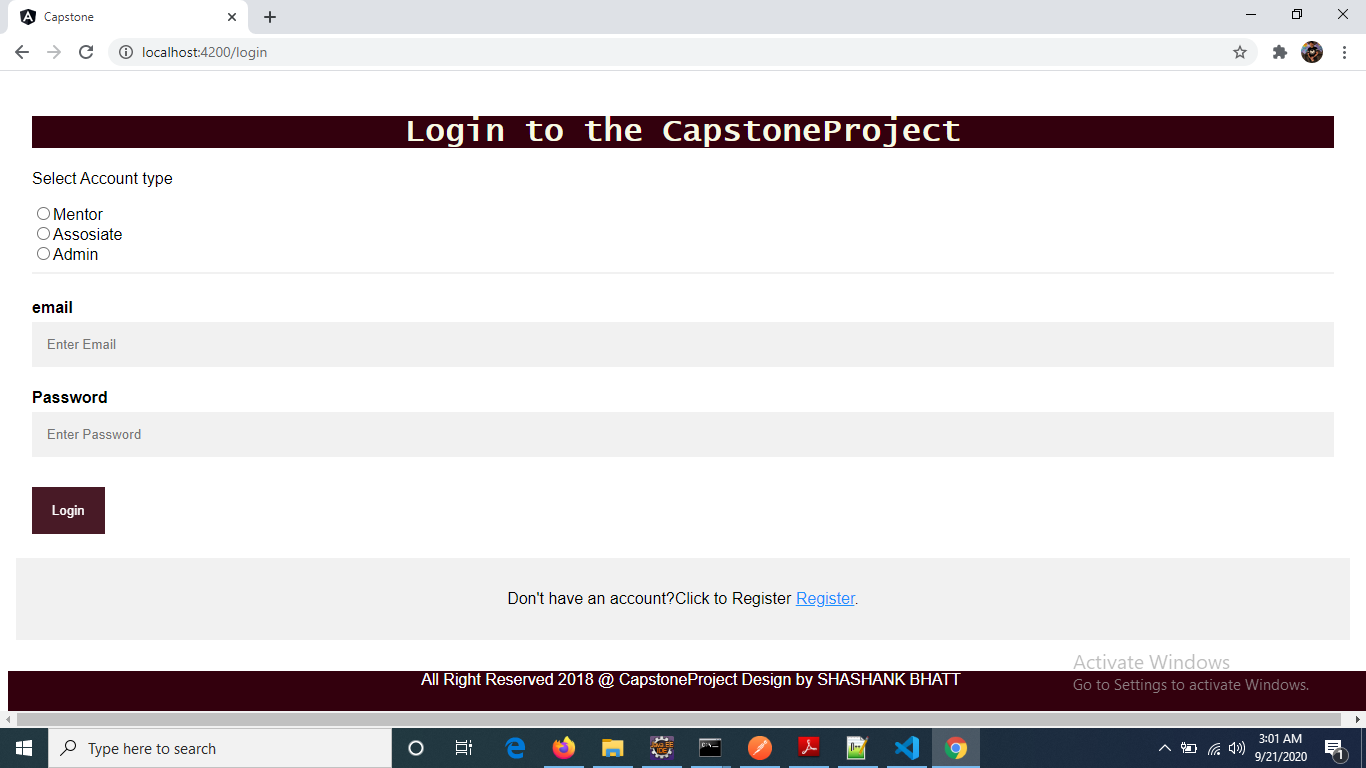 Capstone
localhost:4200/login
Login to the CapstoneProject
Select Account type
Mentor
Assosiate
Admin
email
Enter Email
Password
Enter Password
Login
Don't have an account?Click to Register Register.
Activate Windows
Go to Settings to activate Windows.
All Right Reserved 2018 @ CapstoneProject Design by SHASHANK BHATT
Type here to search
3:01 AM
9/21/2020
1